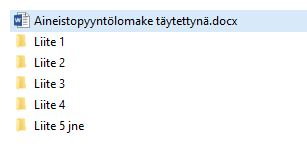 Aineistopyyntölomake täytettynä.docx
Liite 1
Liite 2
Liite 3
Liite 4
Liite 5 jne